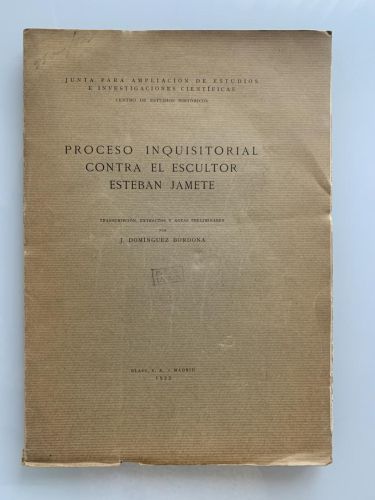 JUNTA PARA AMPLIACIÓN DE ESTUDIOS
E INVESTIGACIONES CIENTÍFICAS
CENTRO DE ESTUDIOS HISTÓRICOS
PROCESO INQUISITORIAL
CONTRA EL ESCULTOR
ESTEBAN JAMETE
TRANSCRIPCIÓN, EXTRACTOS Y NOTAS PRELIMINARES
POR
J. DOMÍNGUEZ BORDONA
BLASS, S. A. / MADRID